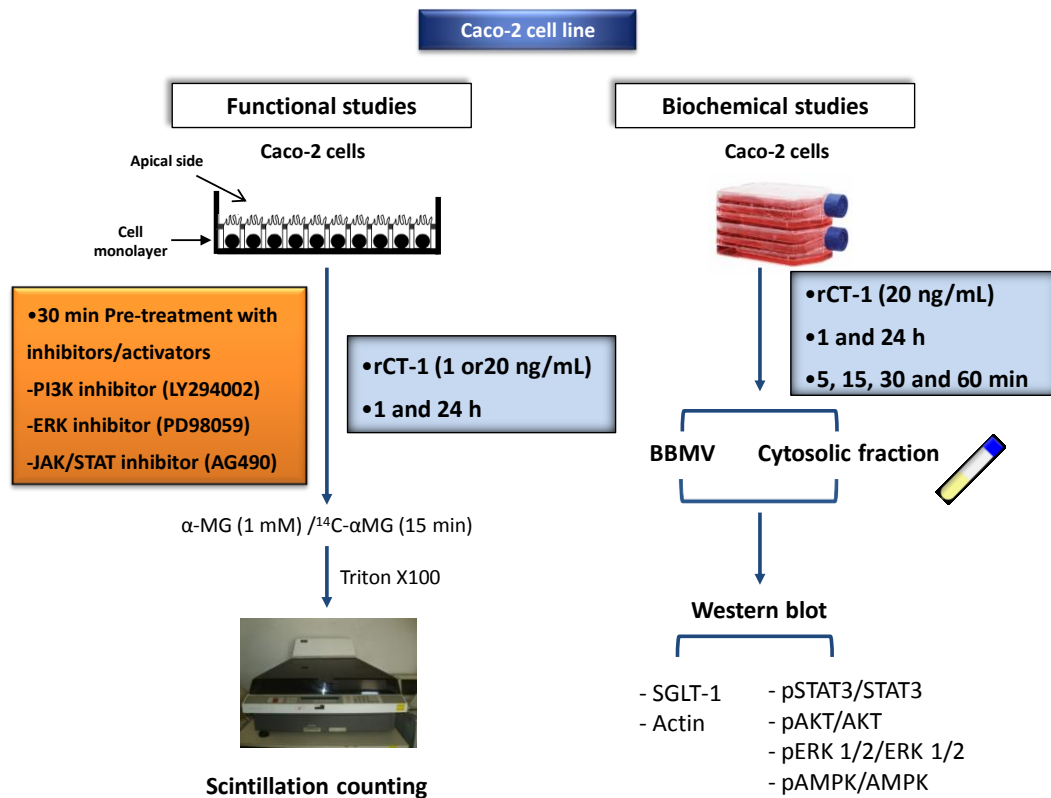 Caco-2 cell line
Functional studies
Caco-2 cells
Apical side
Cell
monolayer
•30 min Pre-treatment with
inhibitors/activators
-PI3K inhibitor (LY294002)
-ERK inhibitor (PD98059)
-JAK/STAT inhibitor (AG490)
•rCT-1 (1 or20 ng/mL)
•1 and 24 h
α-MG (1 mM) /¹⁴C-αMG (15 min)
Triton X100
Scintillation counting
Biochemical studies
Caco-2 cells
•rCT-1 (20 ng/mL)
•1 and 24 h
•5, 15, 30 and 60 min
BBMV Cytosolic fraction
Western blot
- SGLT-1
- Actin
- pSTAT3/STAT3
- pAKT/AKT
- pERK 1/2/ERK 1/2
- pAMPK/AMPK